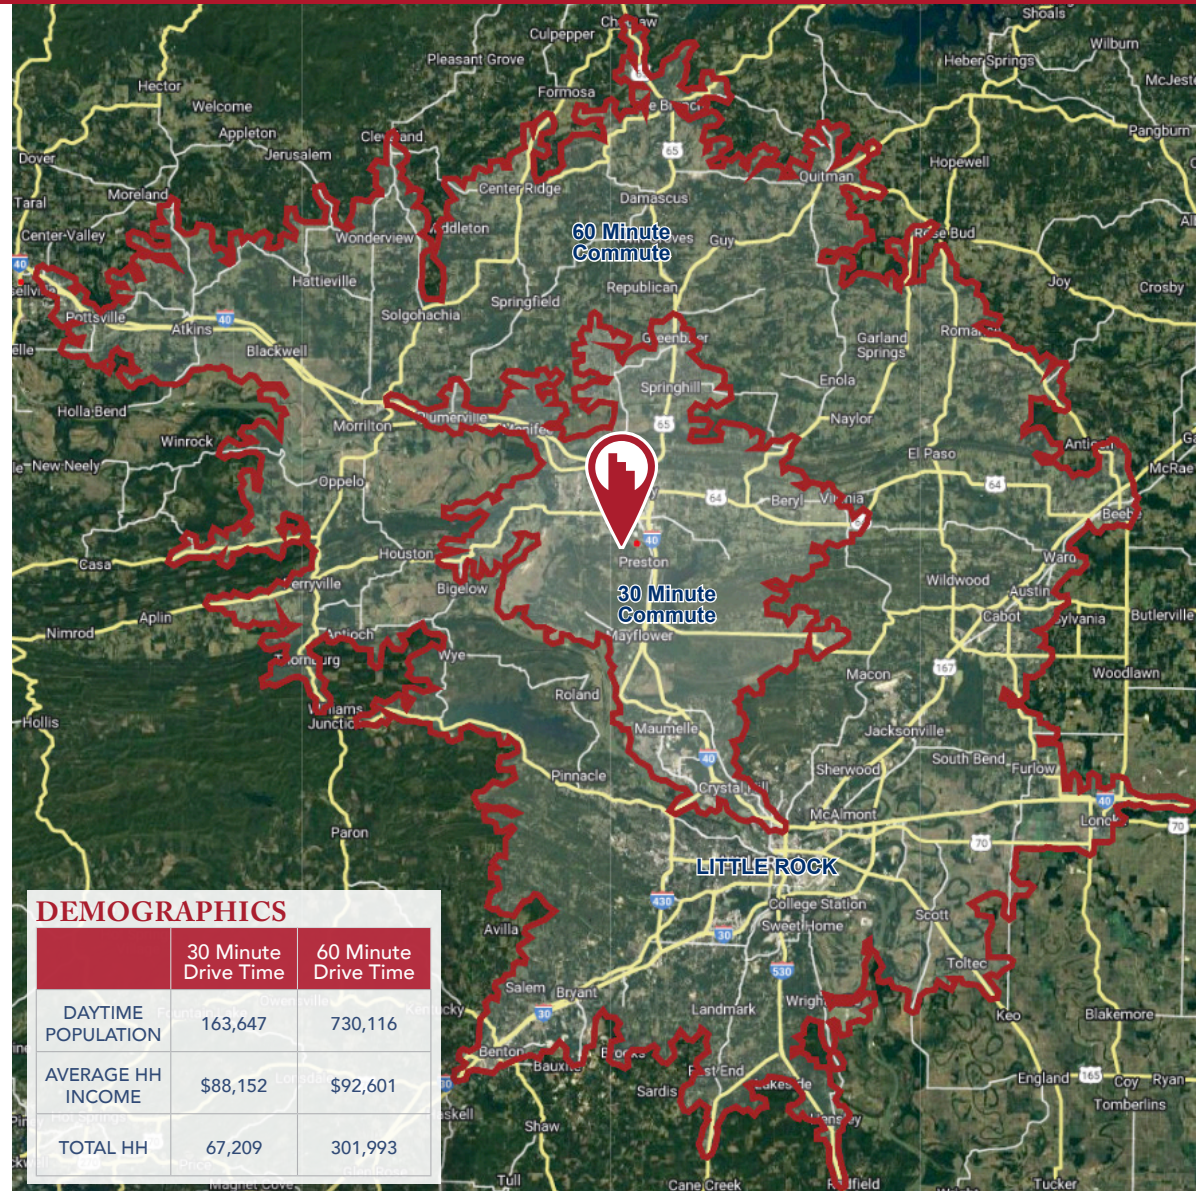 Shoals
Culpepper
Wilburn
Pleasant Grove
Heber Springs
Hector
McJeste
Formosa
Welcome
Appleton
Pangburn
Cleveland
Jerusalem
Dover
65
Hopewell
Quitman
Moreland
Center Ridge
Damascus
Taral
60 Minute
Commute
Center Valley
Wonderview
Guy
Rose Bud
40
Hattieville
Republican
Joy
Crosby
Springfield
Pottsville
Solgohachia
40
Atkins
Garland
Springs
Blackwell
Enola
Springhill
Holla Bend
Morrilton
65
Naylor
Winrock
El Paso
New Neely
McRae
Oppelo
64
64
Beryl
Beebe
40
Houston
Casa
Preston
Ward
Bigelow
Wildwood
30 Minute
Commute
Austin
Aplin
Cabot
Sylvania
Butlerville
Nimrod
Antioch
Mayflower
Wye
167
Macon
Woodlawn
Roland
Hollis
Williams
Junction
Maumelle
Jacksonville
40
South Bend
Furlow
Sherwood
Pinnacle
Crystal Hill
40
McAlmont
70
Paron
70
LITTLE ROCK
430
College Station
Scott
Sweet Home
Avilla
30
Toltec
530
Salem
Bryant
Landmark
30
Keo
Blakemore
Benton
East End
England
165
Coy
Ryan
Sardis
Tomberlins
Shaw
Hensley
Tull
Cane Creek
Redfield
Tucker
DEMOGRAPHICS
30 Minute
Drive Time
60 Minute
Drive Time
DAYTIME
POPULATION
163,647
730,116
AVERAGE HH
INCOME
$88,152
$92,601
TOTAL HH
67,209
301,993